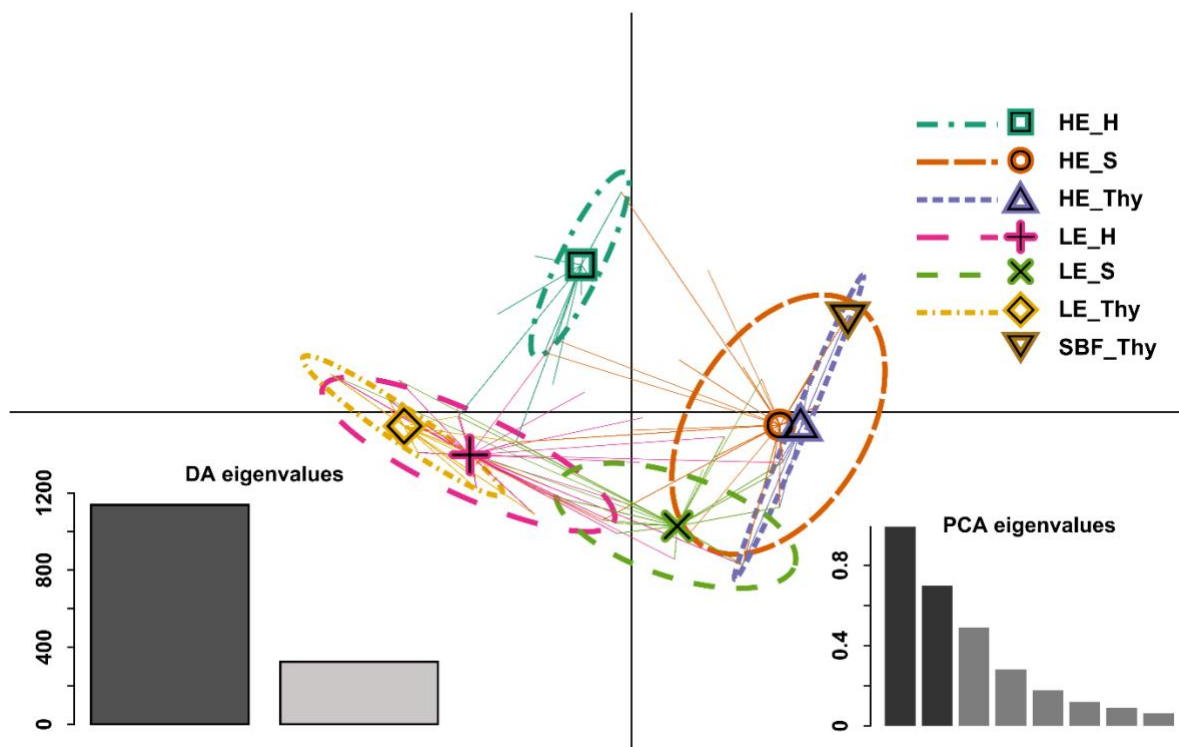 HE_H
HE_S
HE_Thy
LE_H
LE_S
LE_Thy
SBF_Thy
DA eigenvalues
1200
800
400
0
PCA eigenvalues
0.8
0.4
0